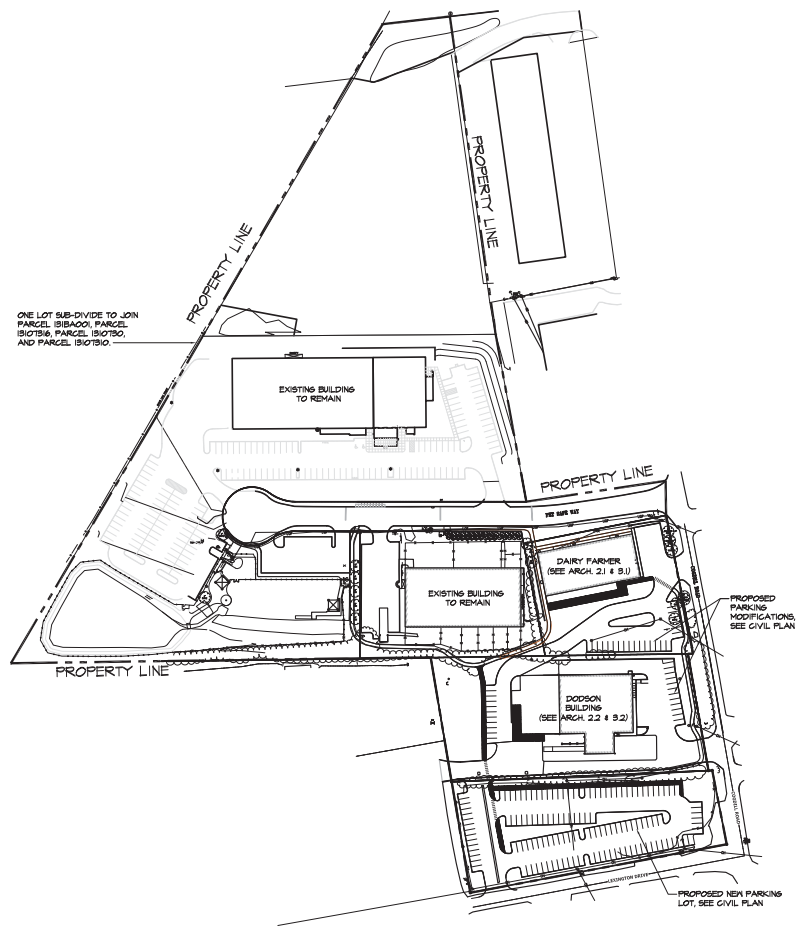 PROPERTY LINE
PROPERTY LINE
ONE LOT SUB-DIVIDE TO JOIN
PARCEL 1318A001, PARCEL
1310T316, PARCEL 1310T30,
AND PARCEL 1310T310.
EXISTING BUILDING
TO REMAIN
PROPERTY LINE
DAIRY FARMER
(SEE ARCH. 2.1 & 3.1)
EXISTING BUILDING
TO REMAIN
PROPOSED
PARKING
MODIFICATIONS,
SEE CIVIL PLAN
PROPERTY LINE
DODSON
BUILDING
(SEE ARCH. 2.2 & 3.2)
LEXINGTON DRIVE
PROPOSED NEW PARKING
LOT, SEE CIVIL PLAN